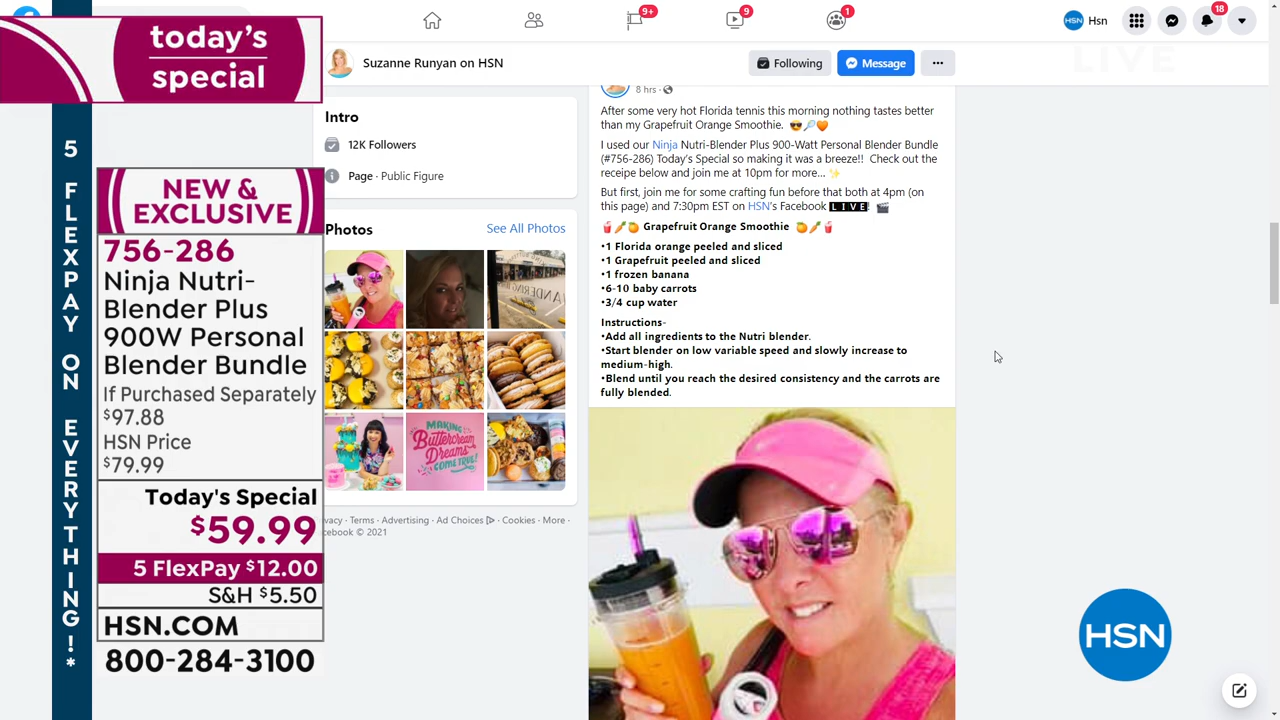 today's
special
5 FLEXPAY ON EVERYTHING!*
NEW &
EXCLUSIVE
756-286
Ninja Nutri-
Blender Plus
900W Personal
Blender Bundle
If Purchased Separately
$97.88
HSN Price
$79.99
Today's Special
$59.99
5 FlexPay $12.00
S&H $5.50
HSN.COM
800-284-3100
9+
9
1
HSN
Hsn
18
LIVE
Suzanne Runyan on HSN
Following
Message
Intro
12K Followers
Page · Public Figure
Photos
See All Photos
MAKING
Buttercream
DREAMS
COME TRUE!
vacy · Terms · Advertising · Ad Choices · Cookies · More ·
cebook © 2021
8 hrs ·
After some very hot Florida tennis this morning nothing tastes better
than my Grapefruit Orange Smoothie. 😎🎾🧡
I used our Ninja Nutri-Blender Plus 900-Watt Personal Blender Bundle
(#756-286) Today's Special so making it was a breeze!! Check out the
receipe below and join me at 10pm for more... ✨
But first, join me for some crafting fun before that both at 4pm (on
this page) and 7:30pm EST on HSN's Facebook LIVE! 🎬
🥤🥕🍊 Grapefruit Orange Smoothie 🍊🥕🥤
•1 Florida orange peeled and sliced
•1 Grapefruit peeled and sliced
•1 frozen banana
•6-10 baby carrots
•3/4 cup water
Instructions-
•Add all ingredients to the Nutri blender.
•Start blender on low variable speed and slowly increase to
medium-high.
•Blend until you reach the desired consistency and the carrots are
fully blended.
HSN